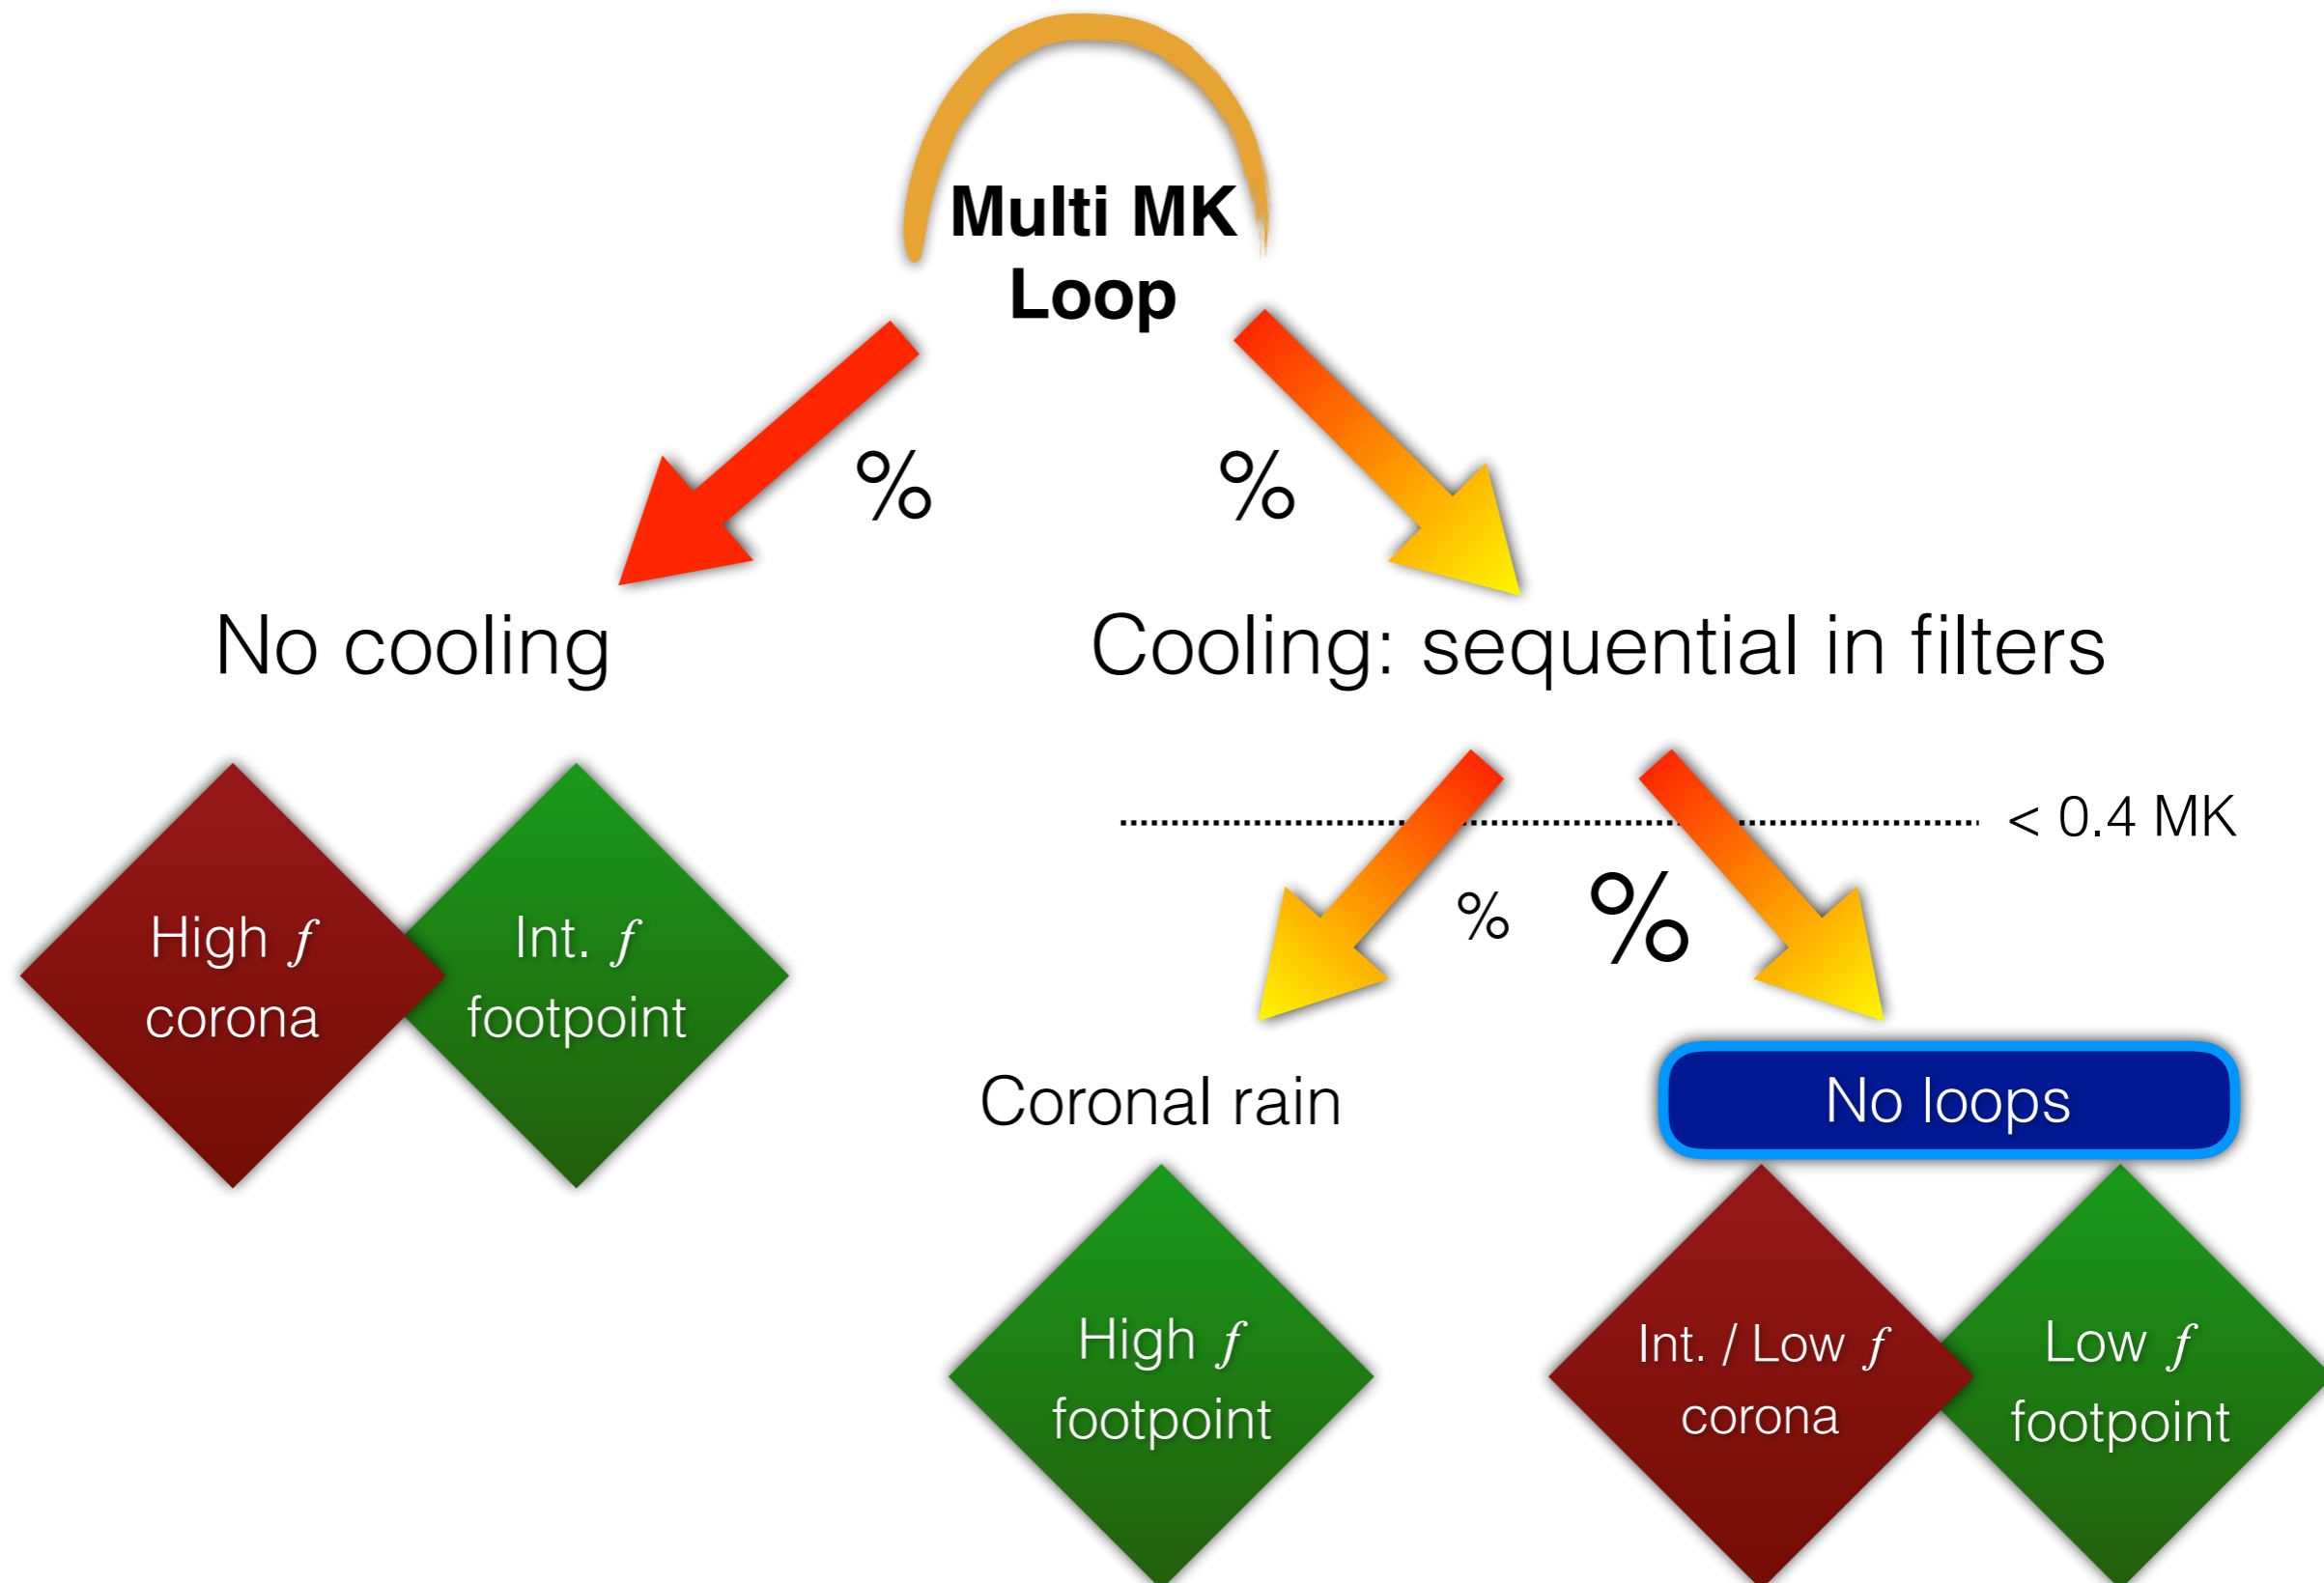 Multi MK
Loop
%
%
No cooling
Cooling: sequential in filters
< 0.4 MK
%
%
High f
corona
Int. f
footpoint
Coronal rain
No loops
High f
footpoint
Int. / Low f
corona
Low f
footpoint